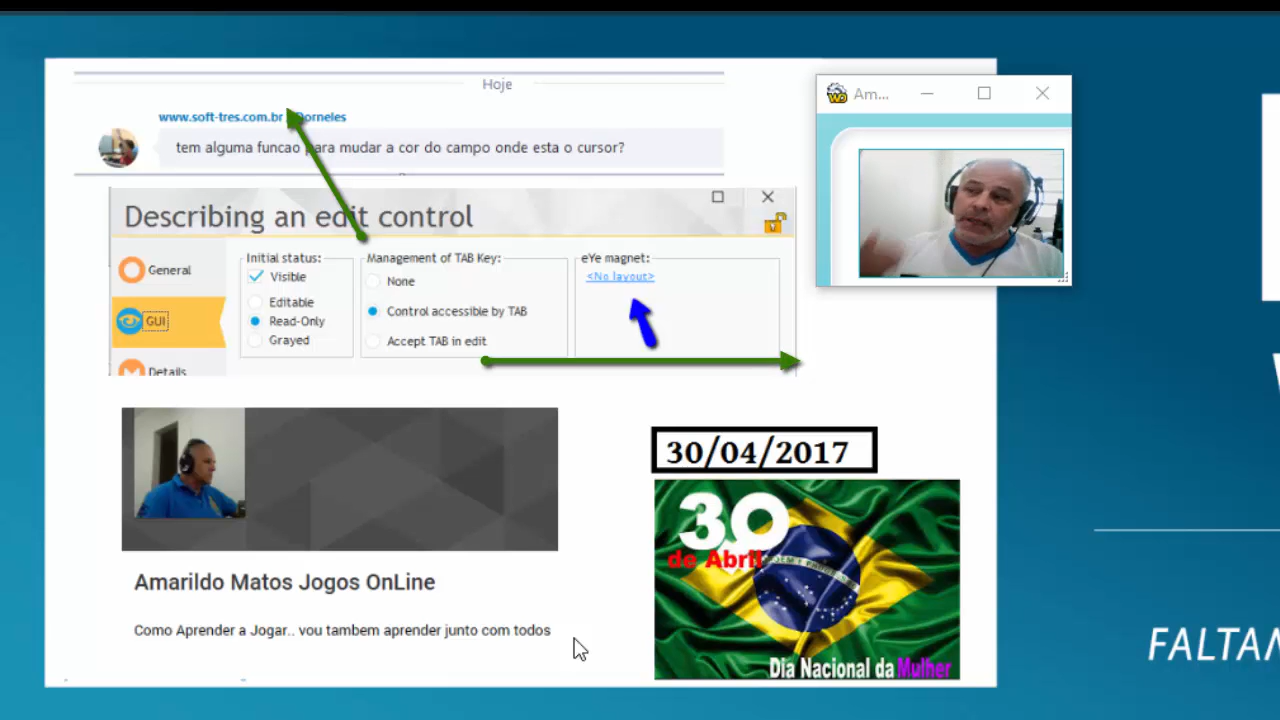 Hoje
www.soft-tres.com.br
tem alguma funcao para mudar a cor do campo onde esta o cursor?
Am...
Describing an edit control
General
GUI
Details
Initial status:
Visible
Editable
Read-Only
Grayed
Management of TAB Key:
None
Control accessible by TAB
Accept TAB in edit
eYe magnet:
<No layout>
Amarildo Matos Jogos OnLine
Como Aprender a Jogar.. vou tambem aprender junto com todos
30/04/2017
30
de Abril
Dia Nacional da Mulher